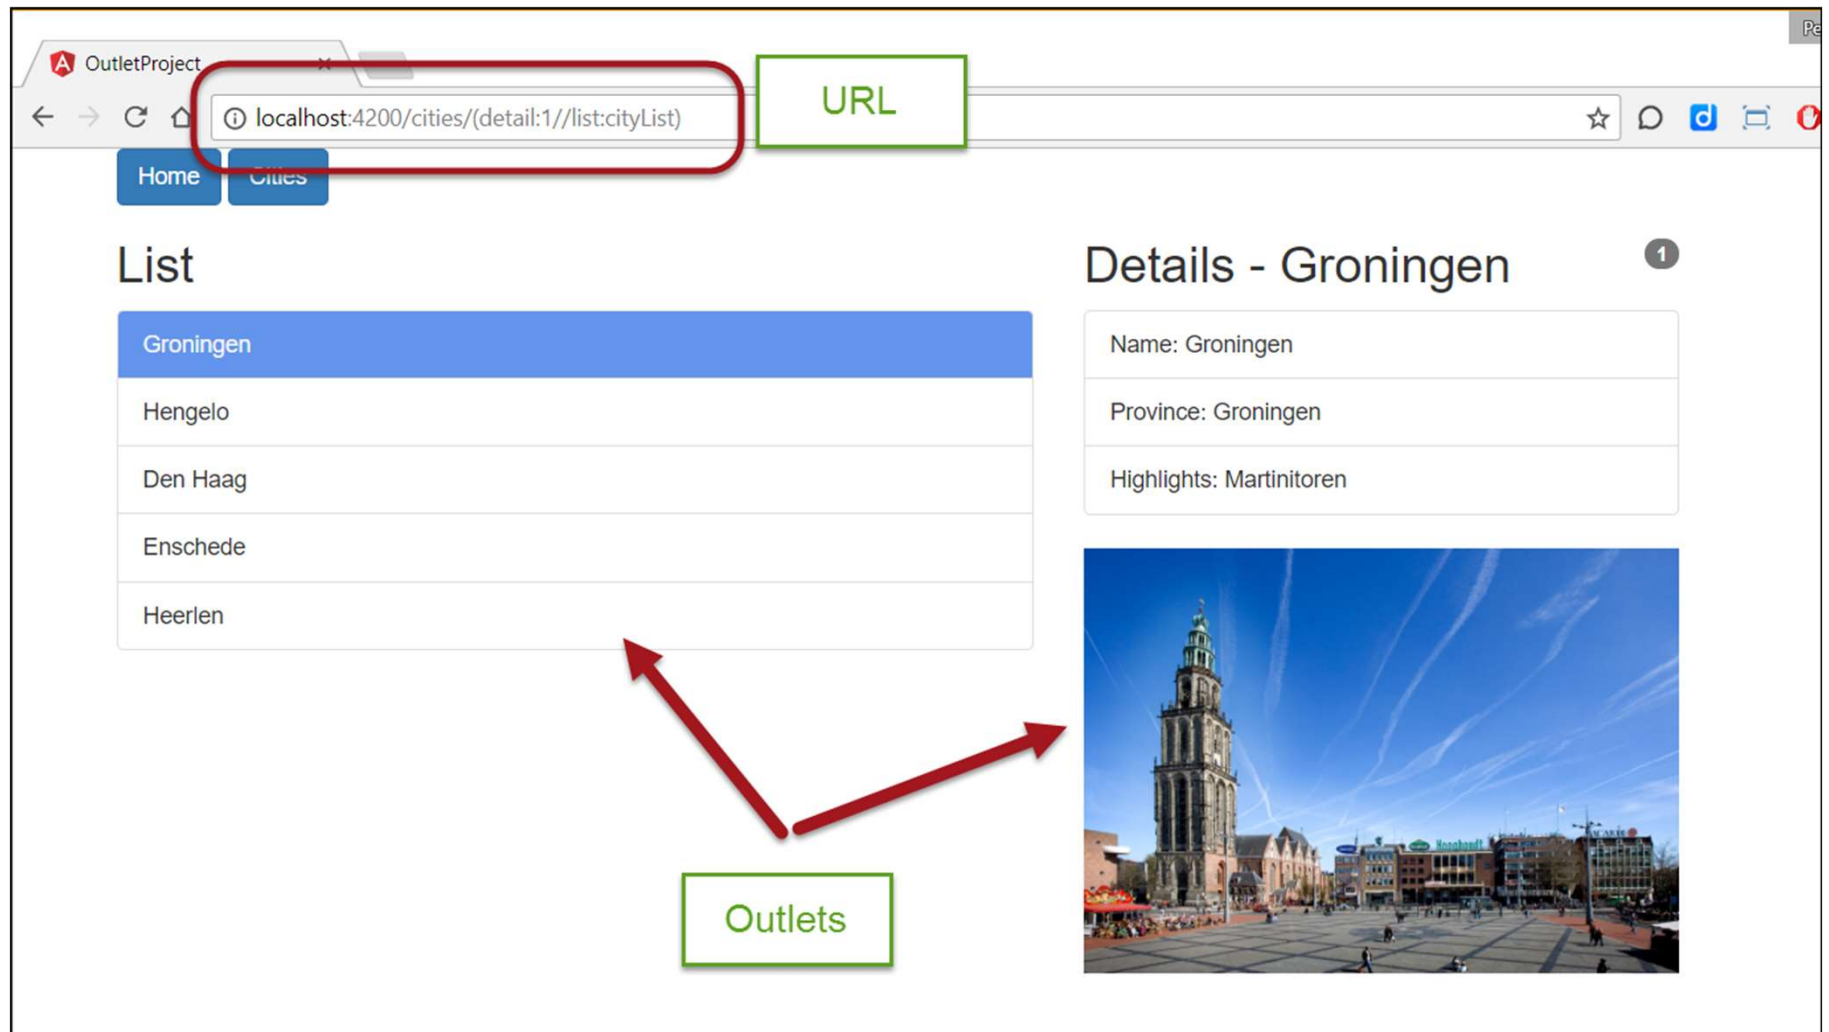 Pe
OutletProject
URL
localhost:4200/cities/(detail:1//list:cityList)
Home
Cities
List
Groningen
Hengelo
Den Haag
Enschede
Heerlen
Details - Groningen
1
Name: Groningen
Province: Groningen
Highlights: Martinitoren
Outlets